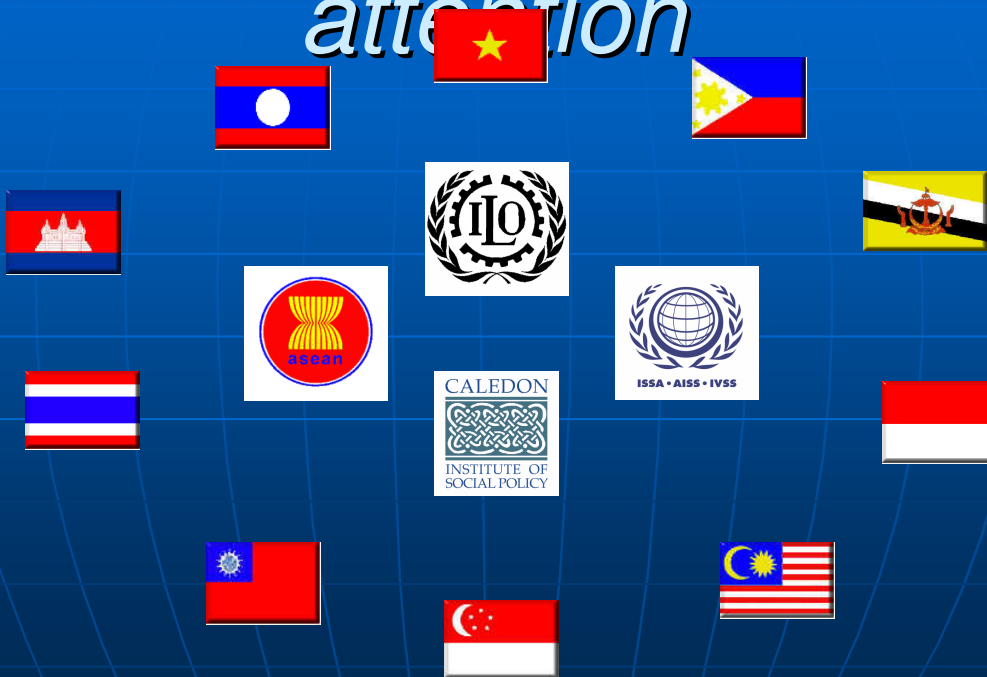 attention
ILO
asean
ISSA • AISS • IVSS
CALEDON
INSTITUTE OF
SOCIAL POLICY